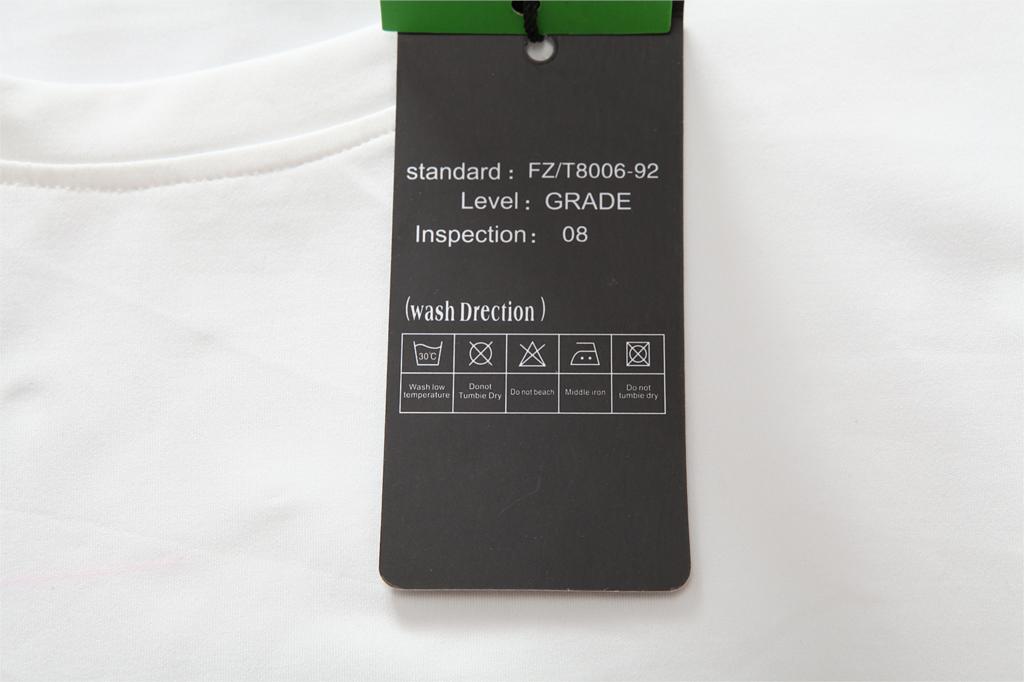 standard： FZ/T8006-92
Level： GRADE
Inspection： 08
(wash Drection )
30℃
Wash low
temperature
Donot
Tumbie Dry
Do not beach
Middle iron
Do not
tumbie dry